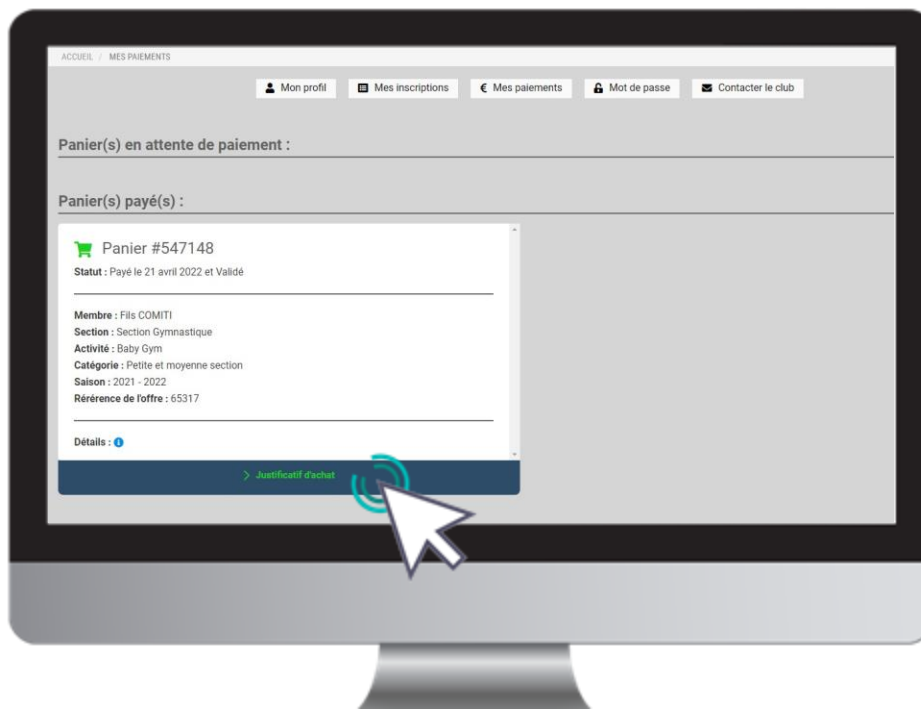 ACCUEIL / MES PAIEMENTS
Mon profil Mes inscriptions € Mes paiements Mot de passe Contacter le club
Panier(s) en attente de paiement :
Panier(s) payé(s) :
Panier #547148
Statut : Payé le 21 avril 2022 et Validé
Membre : Fils COMITI
Section : Section Gymnastique
Activité : Baby Gym
Catégorie : Petite et moyenne section
Saison : 2021 - 2022
Rérérence de l'offre : 65317
Détails :
> Justificatif d'achat